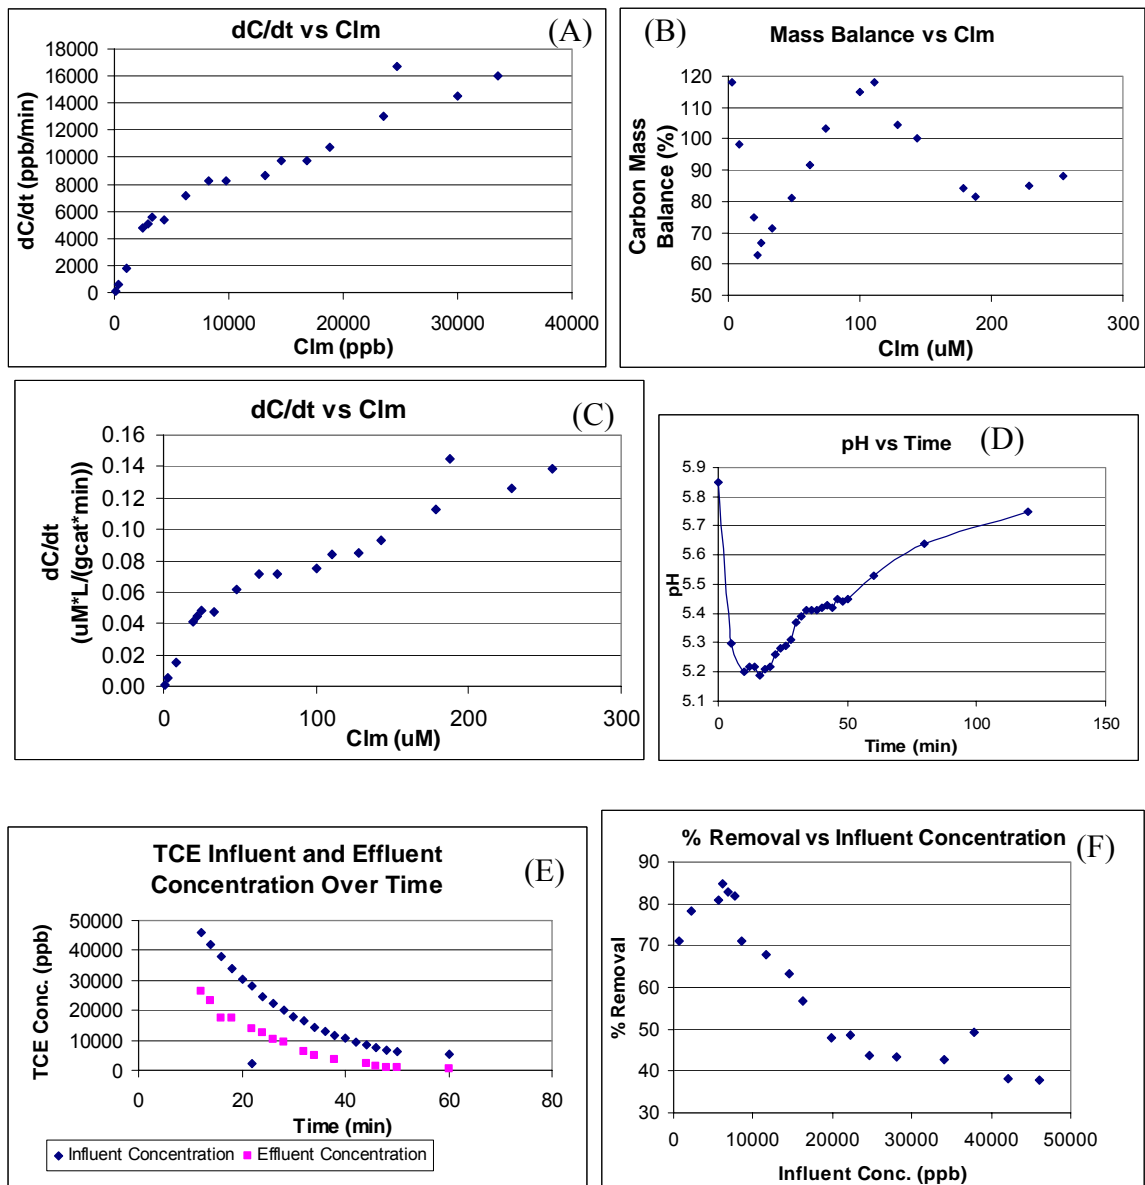 dC/dt vs Clm
(A)
dC/dt (ppb/min)
18000
16000
14000
12000
10000
8000
6000
4000
2000
0
0 10000 20000 30000 40000
Clm (ppb)
(B)
Mass Balance vs Clm
Carbon Mass
Balance (%)
120
110
100
90
80
70
60
50
0 100 200 300
Clm (uM)
dC/dt vs Clm
(C)
dC/dt
(uM*L/(gcat*min))
0.16
0.14
0.12
0.10
0.08
0.06
0.04
0.02
0.00
0 100 200 300
Clm (uM)
pH vs Time
(D)
pH
5.9
5.8
5.7
5.6
5.5
5.4
5.3
5.2
5.1
0 50 100 150
Time (min)
TCE Influent and Effluent
Concentration Over Time
(E)
TCE Conc. (ppb)
50000
40000
30000
20000
10000
0
0 20 40 60 80
Time (min)
Influent Concentration Effluent Concentration
% Removal vs Influent Concentration
(F)
% Removal
90
80
70
60
50
40
30
0 10000 20000 30000 40000 50000
Influent Conc. (ppb)